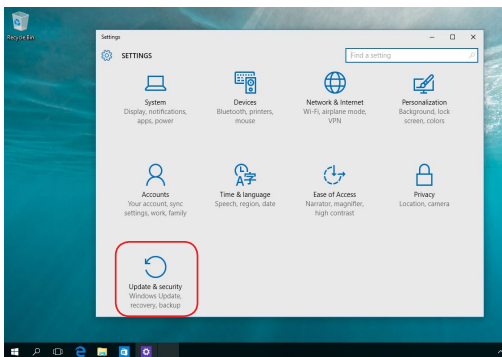 Recycle Bin
Settings
SETTINGS
Find a setting
System
Display, notifications,
apps, power
Devices
Bluetooth, printers,
mouse
Network & Internet
Wi-Fi, airplane mode,
VPN
Personalization
Background, lock
screen, colors
Accounts
Your account, sync
settings, work, family
Time & language
Speech, region, date
Ease of Access
Narrator, magnifier,
high contrast
Privacy
Location, camera
Update & security
Windows Update,
recovery, backup